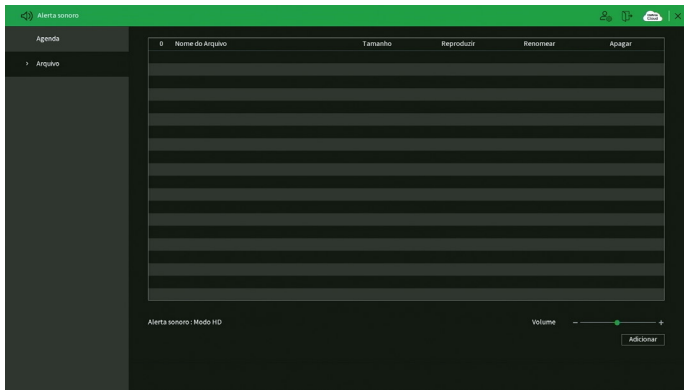 Alerta sonoro
Agenda
Arquivo
0 Nome do Arquivo Tamanho Reproduzir Renomear Apagar
Alerta sonoro : Modo HD Volume
Adicionar